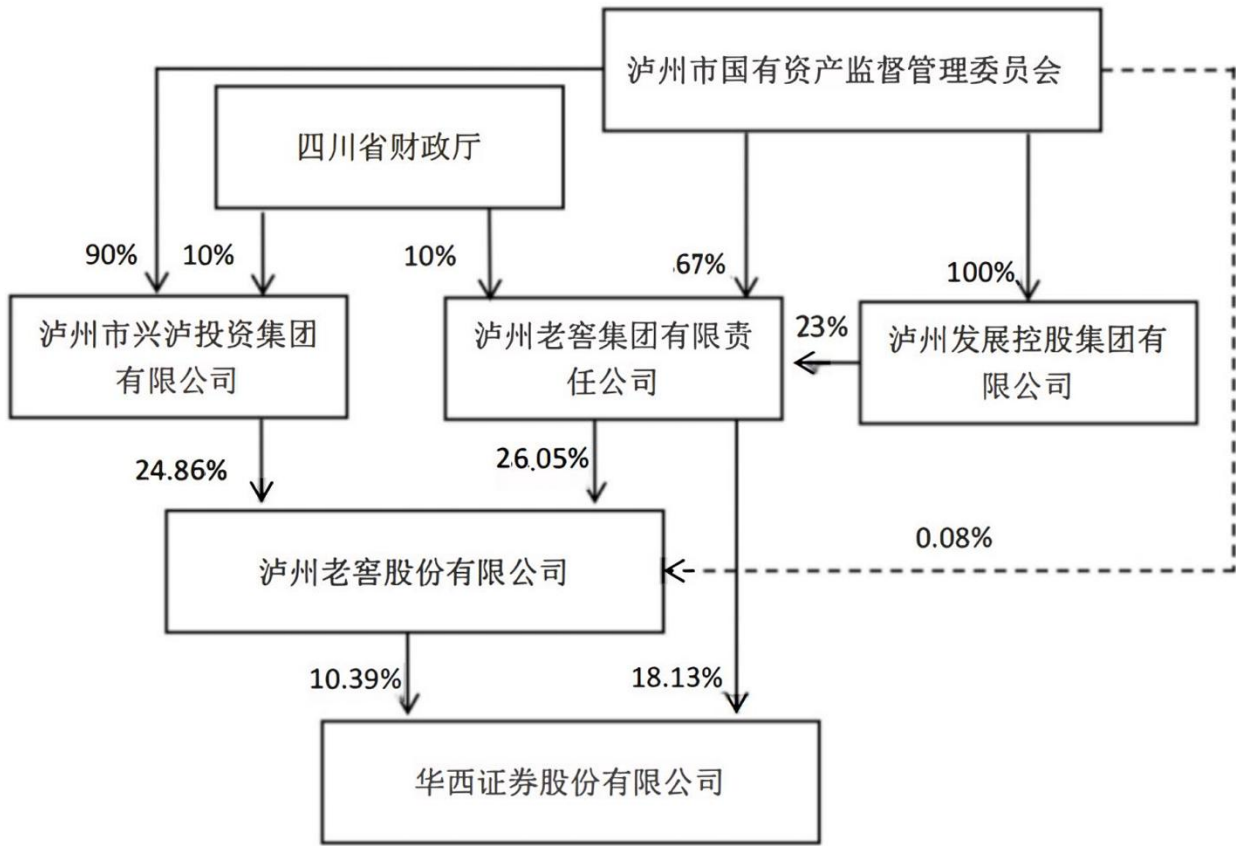 泸州市国有资产监督管理委员会
四川省财政厅
90%
10%
10%
.67%
100%
泸州市兴泸投资集团
有限公司
泸州老窖集团有限责
任公司
23%
泸州发展控股集团有
限公司
24.86%
26.05%
泸州老窖股份有限公司
0.08%
10.39%
18.13%
华西证券股份有限公司